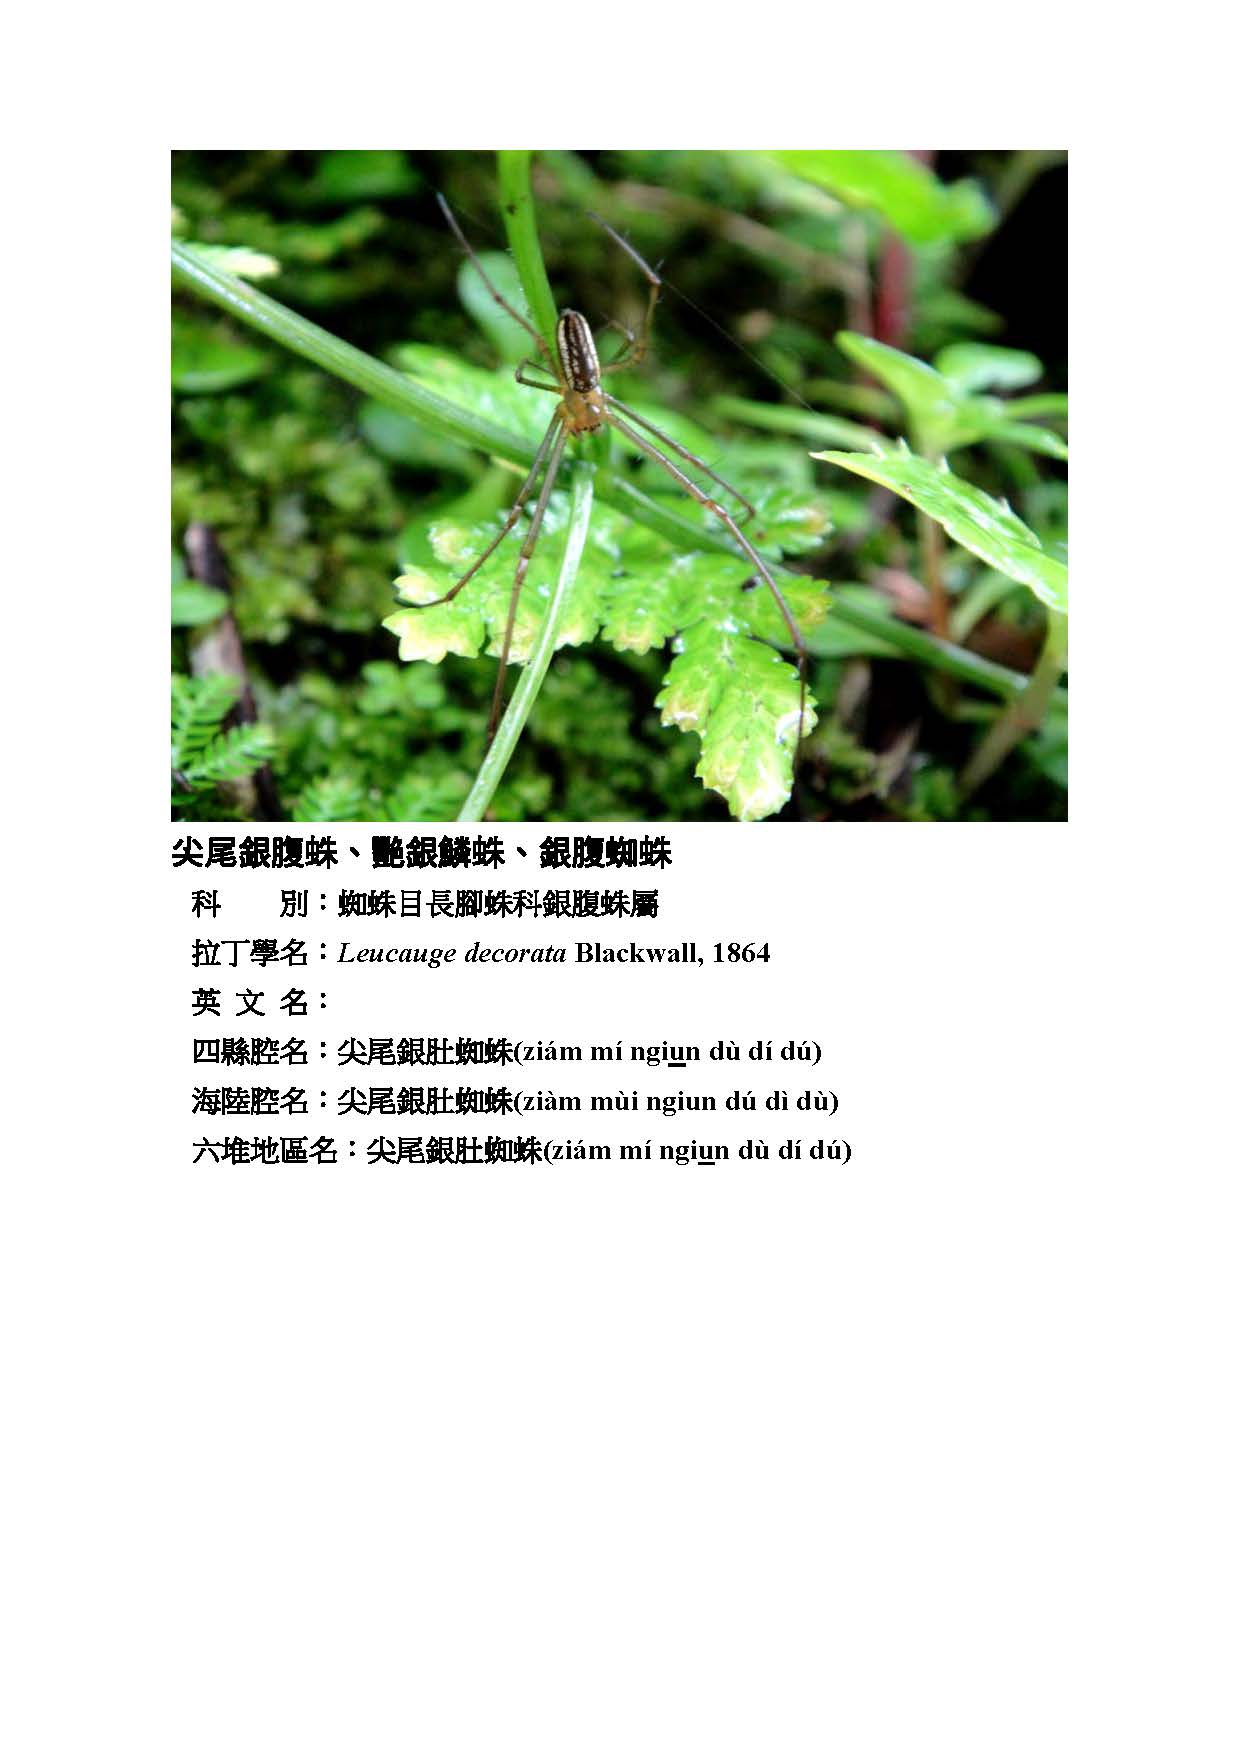 尖尾銀腹蛛、艷銀鱗蛛、銀腹蜘蛛
科　　別：蜘蛛目長腳蛛科銀腹蛛屬
拉丁學名：Leucauge decorata Blackwall, 1864
英 文 名：
四縣腔名：尖尾銀肚蜘蛛(ziám mí ngiun dù dí dú)
海陸腔名：尖尾銀肚蜘蛛(ziàm mùi ngiun dú dì dù)
六堆地區名：尖尾銀肚蜘蛛(ziám mí ngiun dù dí dú)